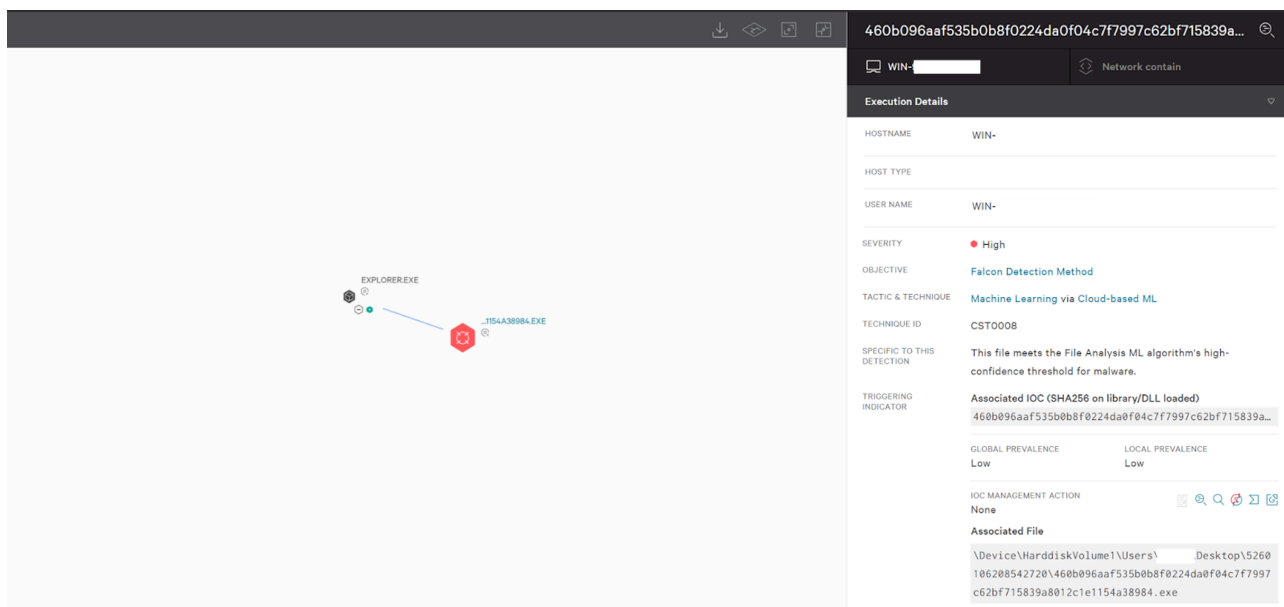 460b096aaf535b0b8f0224da0f04c7f7997c62bf715839a...
WIN-
Network contain
Execution Details
HOSTNAME WIN-
HOST TYPE
USER NAME WIN-
SEVERITY High
OBJECTIVE Falcon Detection Method
TACTIC & TECHNIQUE Machine Learning via Cloud-based ML
TECHNIQUE ID CST0008
SPECIFIC TO THIS DETECTION
This file meets the File Analysis ML algorithm's high-
confidence threshold for malware.
TRIGGERING INDICATOR
Associated IOC (SHA256 on library/DLL loaded)
460b096aaf535b0b8f0224da0f04c7f7997c62bf715839a...
GLOBAL PREVALENCE LOCAL PREVALENCE
Low Low
IOC MANAGEMENT ACTION
None
Associated File
\Device\HarddiskVolume1\Users\ Desktop\5260
106208542720\460b096aaf535b0b8f0224da0f04c7f7997
c62bf715839a8012c1e1154a38984.exe
EXPLORER.EXE
...1154A38984.EXE